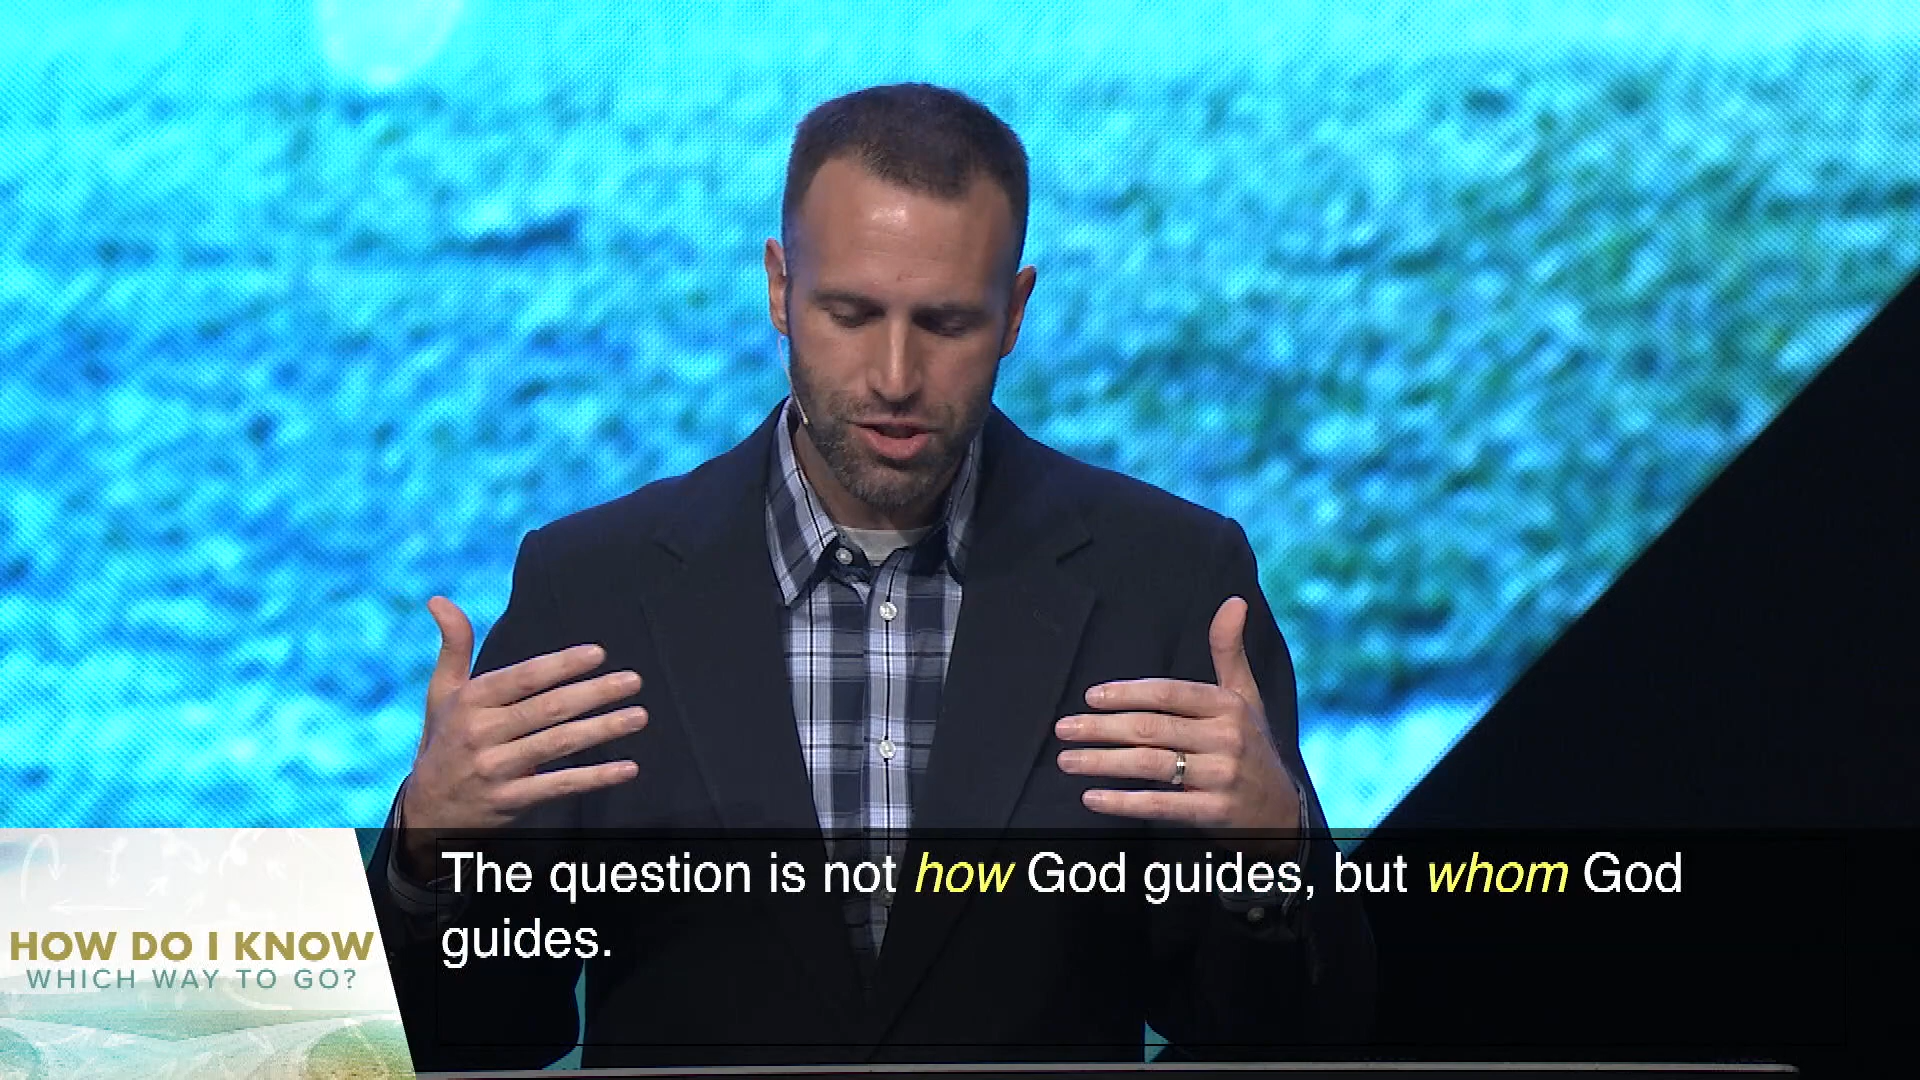 The question is not how God guides, but whom God
guides.
HOW DO I KNOW
WHICH WAY TO GO?